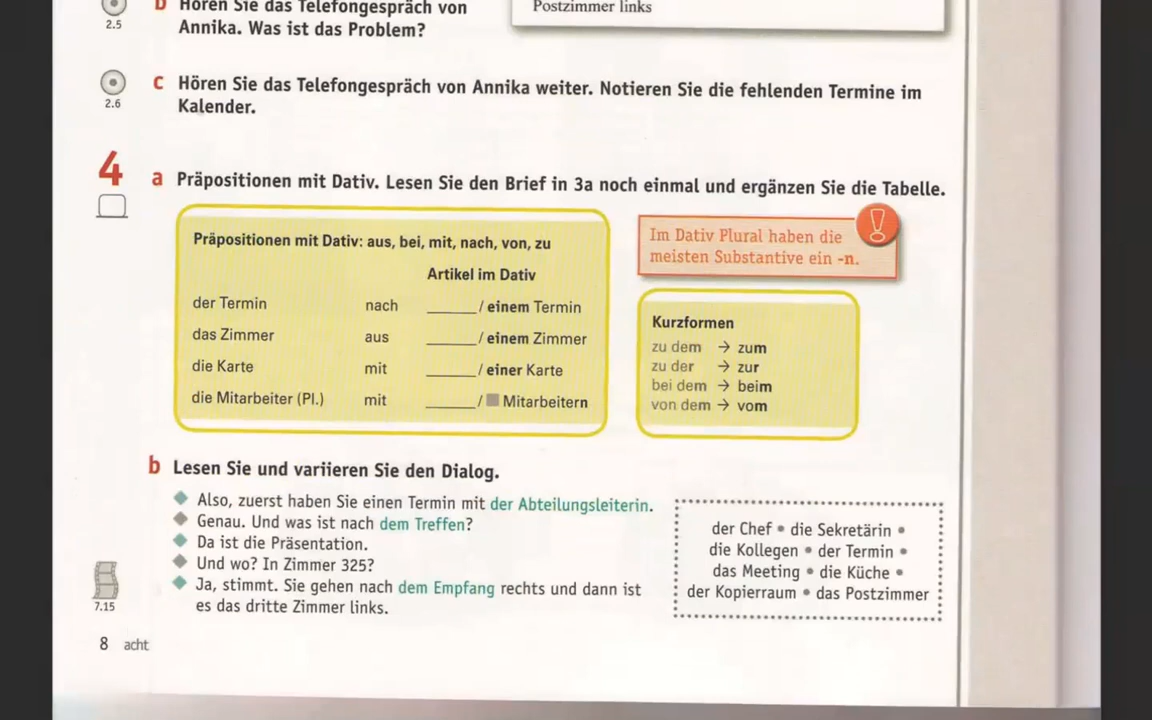 b Hören Sie das Telefongespräch von
2.5
Annika. Was ist das Problem?
Postzimmer links
c Hören Sie das Telefongespräch von Annika weiter. Notieren Sie die fehlenden Termine im
2.6
Kalender.
4
a Präpositionen mit Dativ. Lesen Sie den Brief in 3a noch einmal und ergänzen Sie die Tabelle.
Präpositionen mit Dativ: aus, bei, mit, nach, von, zu
Artikel im Dativ
der Termin nach ______/ einem Termin
das Zimmer aus ______/ einem Zimmer
die Karte mit ______/ einer Karte
die Mitarbeiter (Pl.) mit ______/ ■ Mitarbeitern
Im Dativ Plural haben die
meisten Substantive ein -n.
!
Kurzformen
zu dem → zum
zu der → zur
bei dem → beim
von dem → vom
b Lesen Sie und variieren Sie den Dialog.
◆ Also, zuerst haben Sie einen Termin mit der Abteilungsleiterin.
◆ Genau. Und was ist nach dem Treffen?
◆ Da ist die Präsentation.
◆ Und wo? In Zimmer 325?
◆ Ja, stimmt. Sie gehen nach dem Empfang rechts und dann ist
es das dritte Zimmer links.
7.15
der Chef • die Sekretärin •
die Kollegen • der Termin •
das Meeting • die Küche •
der Kopierraum • das Postzimmer
8 acht